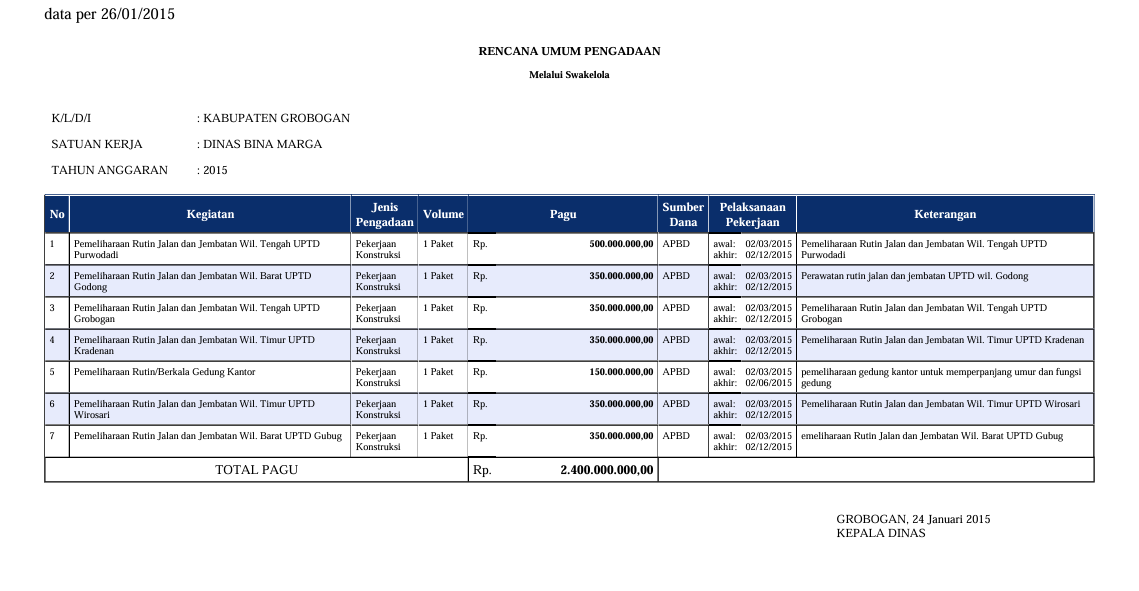 data per 26/01/2015
RENCANA UMUM PENGADAAN
Melalui Swakelola
K/L/D/I : KABUPATEN GROBOGAN
SATUAN KERJA : DINAS BINA MARGA
TAHUN ANGGARAN : 2015
No Kegiatan Jenis Pengadaan Volume Pagu Sumber Dana Pelaksanaan Pekerjaan Keterangan
1 Pemeliharaan Rutin Jalan dan Jembatan Wil. Tengah UPTD Purwodadi Pekerjaan Konstruksi 1 Paket Rp. 500.000.000,00 APBD awal: 02/03/2015 akhir: 02/12/2015 Pemeliharaan Rutin Jalan dan Jembatan Wil. Tengah UPTD Purwodadi
2 Pemeliharaan Rutin Jalan dan Jembatan Wil. Barat UPTD Godong Pekerjaan Konstruksi 1 Paket Rp. 350.000.000,00 APBD awal: 02/03/2015 akhir: 02/12/2015 Perawatan rutin jalan dan jembatan UPTD wil. Godong
3 Pemeliharaan Rutin Jalan dan Jembatan Wil. Tengah UPTD Grobogan Pekerjaan Konstruksi 1 Paket Rp. 350.000.000,00 APBD awal: 02/03/2015 akhir: 02/12/2015 Pemeliharaan Rutin Jalan dan Jembatan Wil. Tengah UPTD Grobogan
4 Pemeliharaan Rutin Jalan dan Jembatan Wil. Timur UPTD Kradenan Pekerjaan Konstruksi 1 Paket Rp. 350.000.000,00 APBD awal: 02/03/2015 akhir: 02/12/2015 Pemeliharaan Rutin Jalan dan Jembatan Wil. Timur UPTD Kradenan
5 Pemeliharaan Rutin/Berkala Gedung Kantor Pekerjaan Konstruksi 1 Paket Rp. 150.000.000,00 APBD awal: 02/03/2015 akhir: 02/06/2015 pemeliharaan gedung kantor untuk memperpanjang umur dan fungsi gedung
6 Pemeliharaan Rutin Jalan dan Jembatan Wil. Timur UPTD Wirosari Pekerjaan Konstruksi 1 Paket Rp. 350.000.000,00 APBD awal: 02/03/2015 akhir: 02/12/2015 Pemeliharaan Rutin Jalan dan Jembatan Wil. Timur UPTD Wirosari
7 Pemeliharaan Rutin Jalan dan Jembatan Wil. Barat UPTD Gubug Pekerjaan Konstruksi 1 Paket Rp. 350.000.000,00 APBD awal: 02/03/2015 akhir: 02/12/2015 emeliharaan Rutin Jalan dan Jembatan Wil. Barat UPTD Gubug
TOTAL PAGU Rp. 2.400.000.000,00
GROBOGAN, 24 Januari 2015
KEPALA DINAS